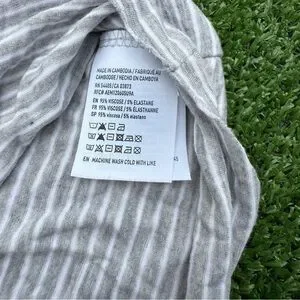 MADE IN CAMBODIA / FABRIQUÉ AU
CAMBODGE / HECHO EN CAMBOYA
RN 54485/CA 03873
RFC#
EN 95% VISCOSE / 5% ELASTANE
FR 95% VISCOSE / 5% ÉLASTHANNE
SP 95% viscosa / 5% elastano
EN - MACHINE WASH COLD WITH LIKE